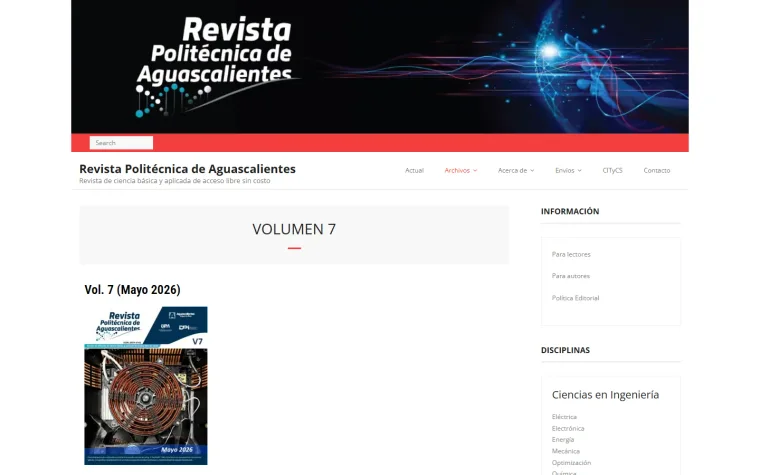 Revista
Politécnica de
Aguascalientes
Search
Revista Politécnica de Aguascalientes
Revista de ciencia básica y aplicada de acceso libre sin costo
Actual
Archivos
Acerca de
Envíos
CITyCS
Contacto
VOLUMEN 7
Vol. 7 (Mayo 2026)
Revista
Politécnica de
Aguascalientes
V7
Mayo 2026
INFORMACIÓN
Para lectores
Para autores
Política Editorial
DISCIPLINAS
Ciencias en Ingeniería
Eléctrica
Electrónica
Energía
Mecánica
Optimización
Química